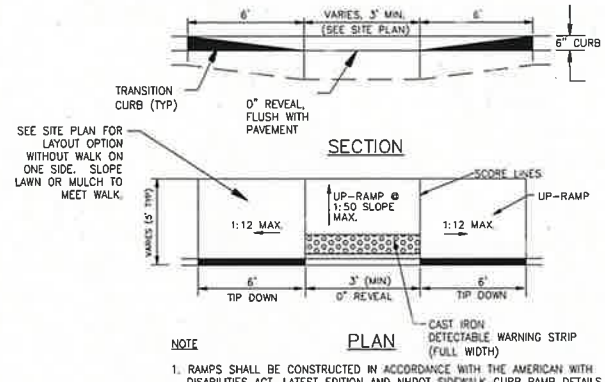 6'
VARIES, 3' MIN.
(SEE SITE PLAN)
6'
6" CURB
TRANSITION
CURB (TYP)
0" REVEAL,
FLUSH WITH
PAVEMENT
SECTION
SEE SITE PLAN FOR
LAYOUT OPTION
WITHOUT WALK ON
ONE SIDE. SLOPE
LAWN OR MULCH TO
MEET WALK.
SCORE LINES
UP-RAMP @
1:50 SLOPE
MAX.
UP-RAMP
1:12 MAX.
1:12 MAX.
VARIES (5' TYP)
6'
TIP DOWN
3' (MIN)
0" REVEAL
6'
TIP DOWN
CAST IRON
DETECTABLE WARNING STRIP
(FULL WIDTH)
NOTE
PLAN
1. RAMPS SHALL BE CONSTRUCTED IN ACCORDANCE WITH THE AMERICAN WITH
DISABILITIES ACT, LATEST EDITION AND NHDOT SIDEWALK CURB RAMP DETAILS